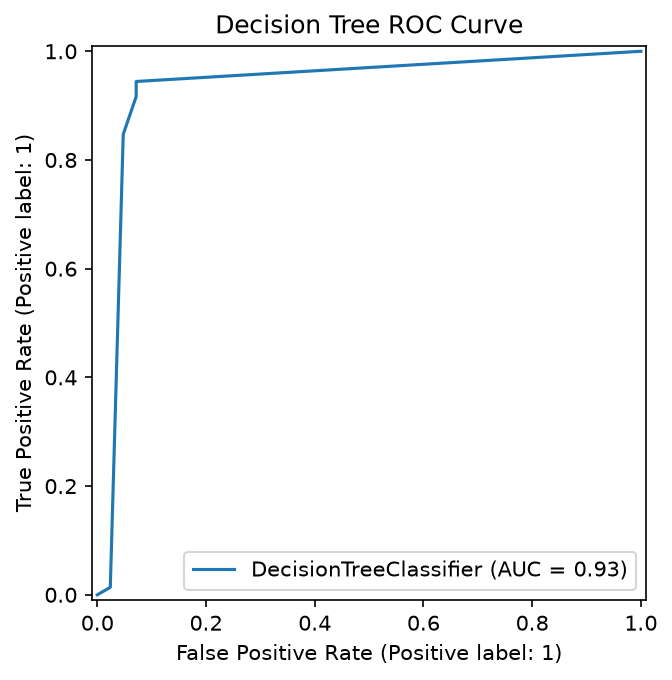 Decision Tree ROC Curve
True Positive Rate (Positive label: 1)
1.0
0.8
0.6
0.4
0.2
0.0
DecisionTreeClassifier (AUC = 0.93)
0.0 0.2 0.4 0.6 0.8 1.0
False Positive Rate (Positive label: 1)